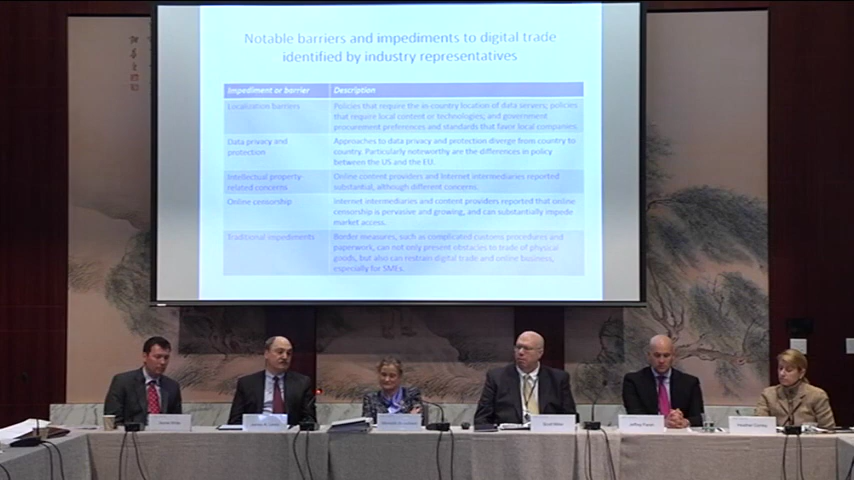 Notable barriers and impediments to digital trade
identified by industry representatives
Impediment or barrier Description
Localization barriers Policies that require the in-country location of data servers; policies
that require local content or technologies; and government
procurement preferences and standards that favor local companies.
Data privacy and Approaches to data privacy and protection diverge from country to
protection country. Particularly noteworthy are the differences in policy
between the US and the EU.
Intellectual property- Online content providers and Internet intermediaries reported
related concerns substantial, although different concerns.
Online censorship Internet intermediaries and content providers reported that online
censorship is pervasive and growing, and can substantially impede
market access.
Traditional impediments Border measures, such as complicated customs procedures and
paperwork, can not only present obstacles to trade of physical
goods, but also can restrain digital trade and online business,
especially for SMEs.
James